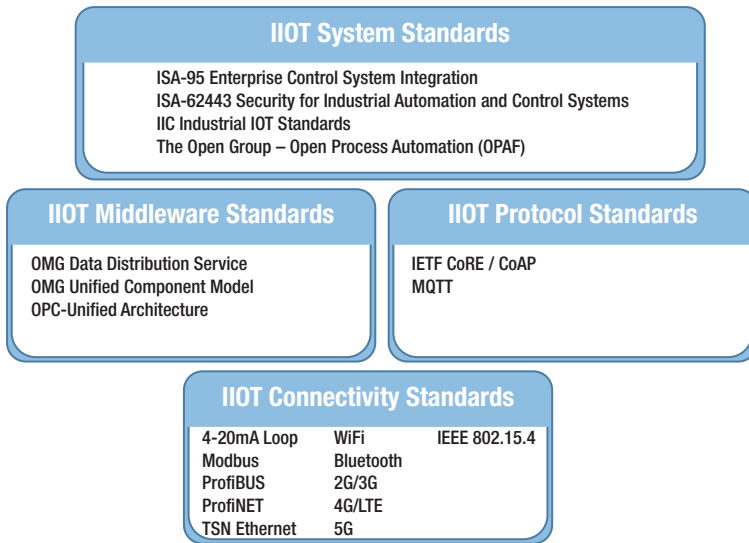 IIOT System Standards
ISA-95 Enterprise Control System Integration
ISA-62443 Security for Industrial Automation and Control Systems
IIC Industrial IOT Standards
The Open Group – Open Process Automation (OPAF)
IIOT Middleware Standards
OMG Data Distribution Service
OMG Unified Component Model
OPC-Unified Architecture
IIOT Protocol Standards
IETF CoRE / CoAP
MQTT
IIOT Connectivity Standards
4-20mA Loop WiFi IEEE 802.15.4
Modbus Bluetooth
ProfiBUS 2G/3G
ProfiNET 4G/LTE
TSN Ethernet 5G